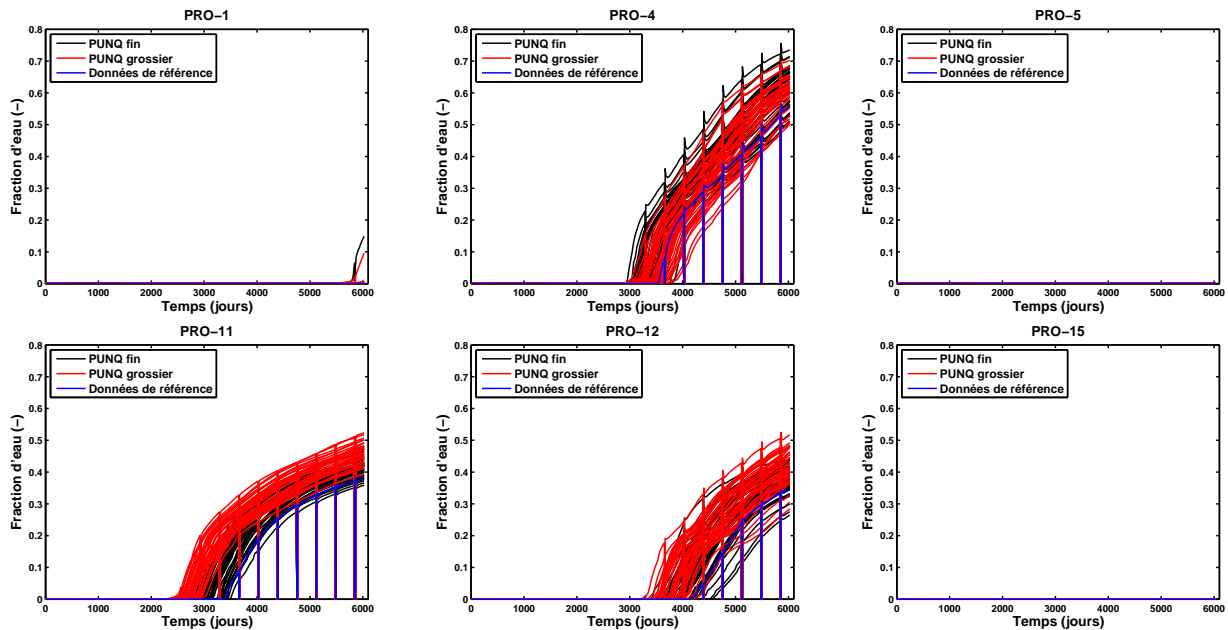 PRO−1
0.8
0.7
0.6
0.5
0.4
0.3
0.2
0.1
0
Fraction d'eau (−)
PUNQ fin
PUNQ grossier
Données de référence
0 1000 2000 3000 4000 5000 6000
Temps (jours)
PRO−4
0.8
0.7
0.6
0.5
0.4
0.3
0.2
0.1
0
Fraction d'eau (−)
PUNQ fin
PUNQ grossier
Données de référence
0 1000 2000 3000 4000 5000 6000
Temps (jours)
PRO−5
0.8
0.7
0.6
0.5
0.4
0.3
0.2
0.1
0
Fraction d'eau (−)
PUNQ fin
PUNQ grossier
Données de référence
0 1000 2000 3000 4000 5000 6000
Temps (jours)
PRO−11
0.8
0.7
0.6
0.5
0.4
0.3
0.2
0.1
0
Fraction d'eau (−)
PUNQ fin
PUNQ grossier
Données de référence
0 1000 2000 3000 4000 5000 6000
Temps (jours)
PRO−12
0.8
0.7
0.6
0.5
0.4
0.3
0.2
0.1
0
Fraction d'eau (−)
PUNQ fin
PUNQ grossier
Données de référence
0 1000 2000 3000 4000 5000 6000
Temps (jours)
PRO−15
0.8
0.7
0.6
0.5
0.4
0.3
0.2
0.1
0
Fraction d'eau (−)
PUNQ fin
PUNQ grossier
Données de référence
0 1000 2000 3000 4000 5000 6000
Temps (jours)